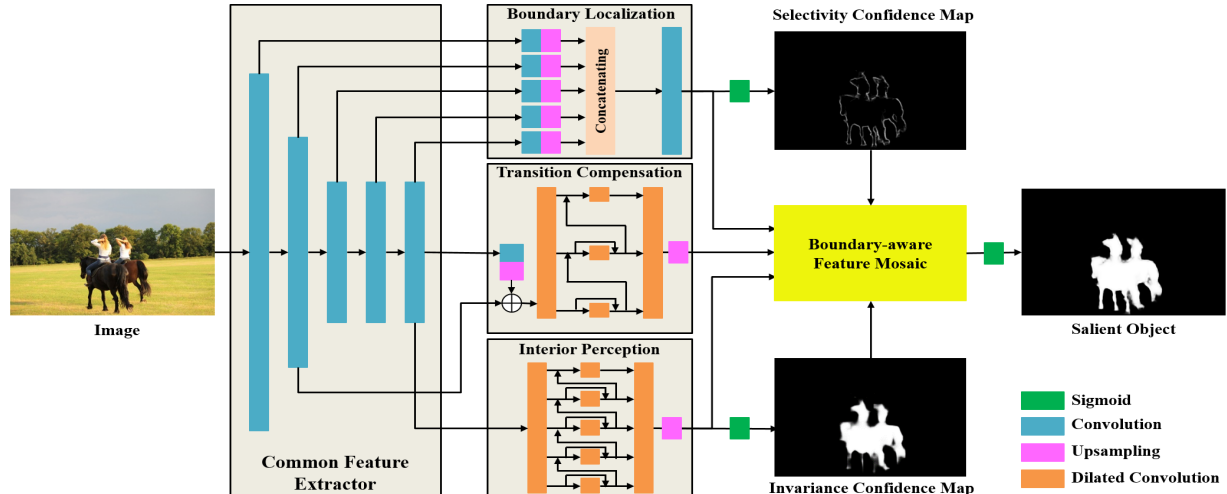 Boundary Localization
Selectivity Confidence Map
Concatenating
Transition Compensation
Boundary-aware
Feature Mosaic
Image
Salient Object
Interior Perception
Common Feature
Extractor
Invariance Confidence Map
Sigmoid
Convolution
Upsampling
Dilated Convolution